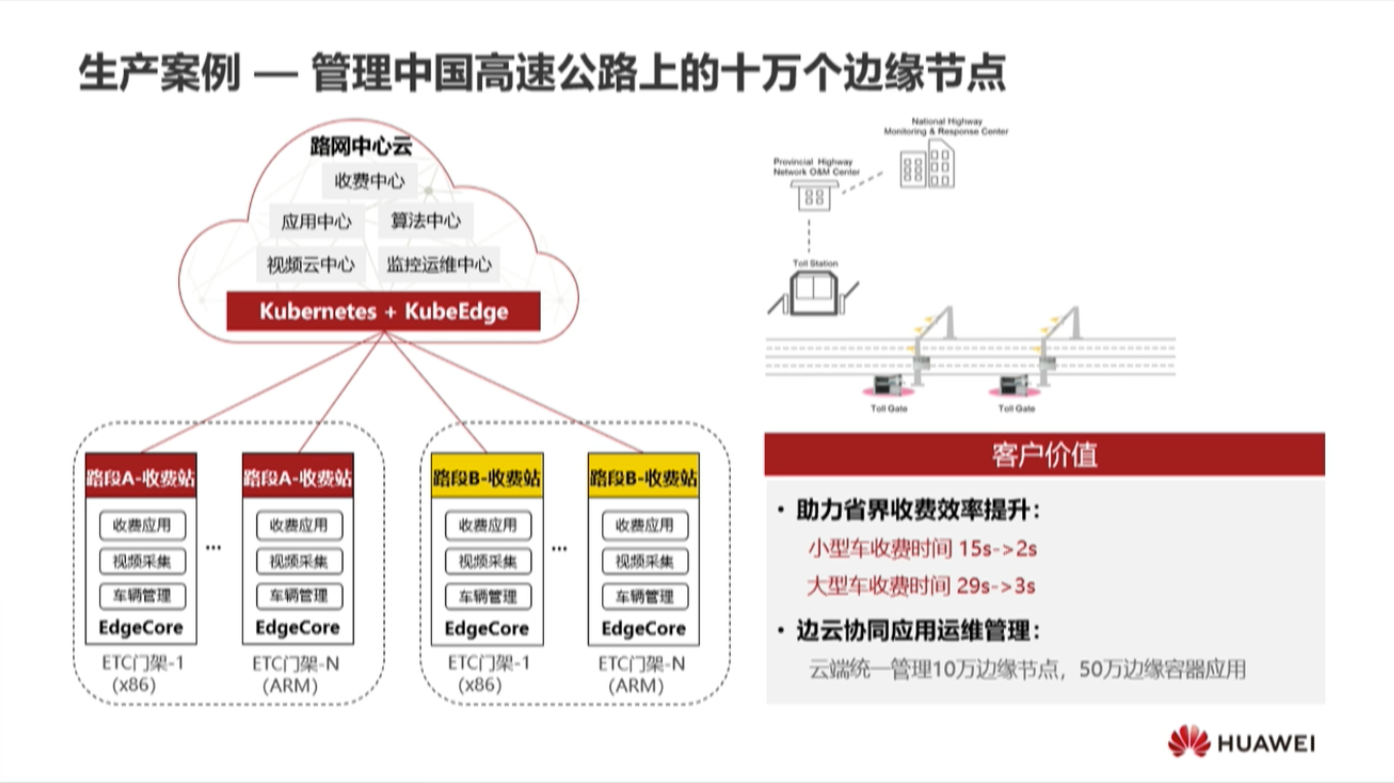 生产案例 — 管理中国高速公路上的十万个边缘节点
路网中心云
收费中心
应用中心
算法中心
视频云中心
监控运维中心
Kubernetes + KubeEdge
路段A-收费站
收费应用
视频采集
车辆管理
EdgeCore
ETC门架-1
(x86)
...
路段A-收费站
收费应用
视频采集
车辆管理
EdgeCore
ETC门架-N
(ARM)
路段B-收费站
收费应用
视频采集
车辆管理
EdgeCore
ETC门架-1
(x86)
...
路段B-收费站
收费应用
视频采集
车辆管理
EdgeCore
ETC门架-N
(ARM)
National Highway
Monitoring & Response Center
Provincial Highway
Network O&M Center
Toll Station
Toll Gate
Toll Gate
客户价值
• 助力省界收费效率提升：
小型车收费时间 15s->2s
大型车收费时间 29s->3s
• 边云协同应用运维管理：
云端统一管理10万边缘节点，50万边缘容器应用
HUAWEI